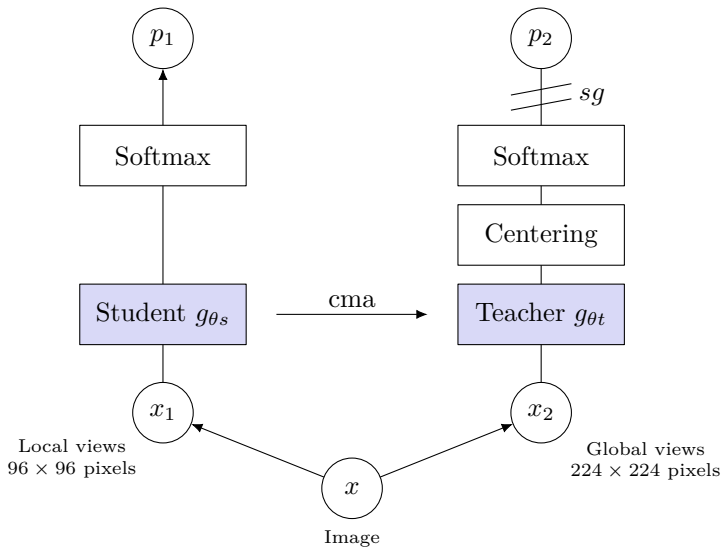 p₁
p₂
sg
Softmax
Softmax
Centering
Student gθs
cma
Teacher gθt
x₁
x₂
Local views
96 × 96 pixels
Global views
224 × 224 pixels
x
Image